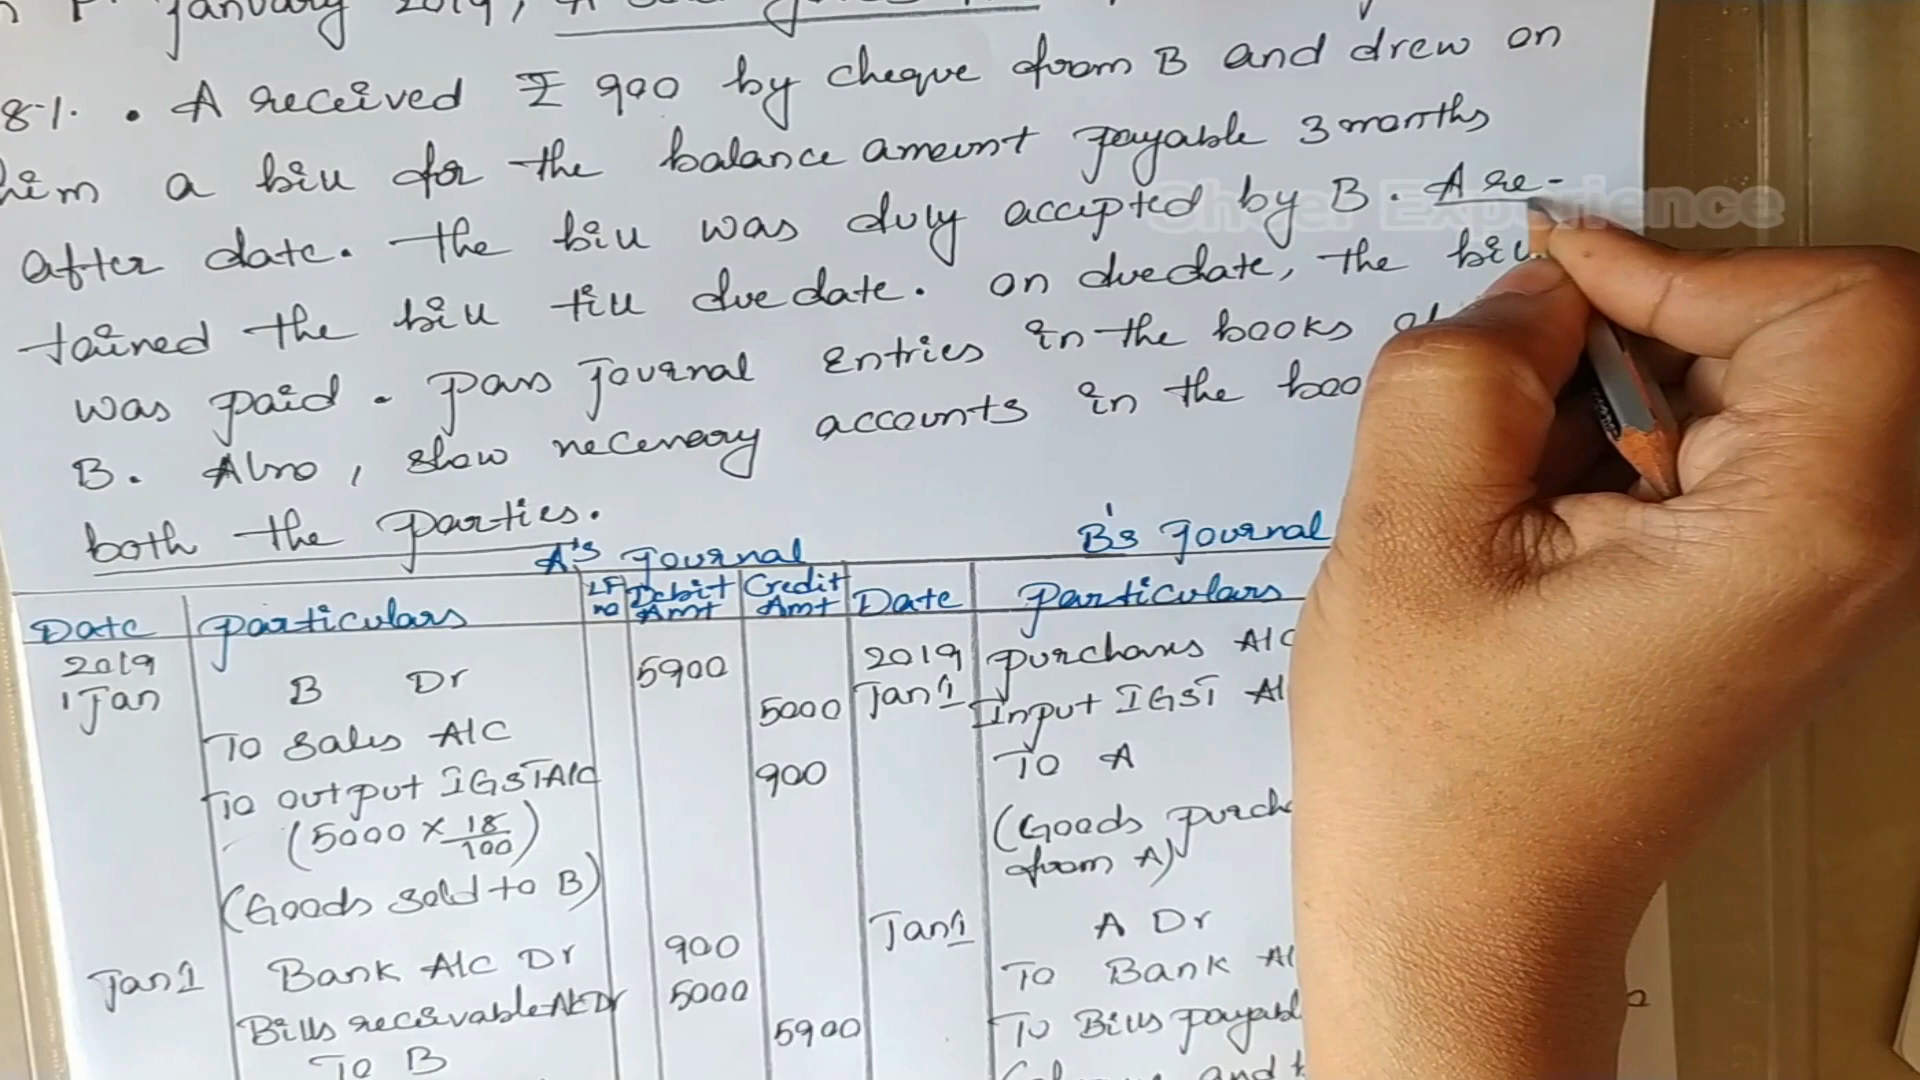 January 2019, A
8%. A received ₹ 900 by cheque from B and drew on
him a bill for the balance amount payable 3 months
after date. The bill was duly accepted by B. A re-
tained the bill till due date. On due date, the bill
was paid. Pass Journal entries in the books of
B. Also, show necessary accounts in the boo
both the parties.
A's Journal
B's Journal
Date Particulars LF no Debit Amt Credit Amt Date Particulars
2019 1 Jan B Dr 5900 2019 Jan 1 Purchases A/C
To Sales A/C 5000 Input IGST A/
To output IGST A/C 900 To A
(5000 × 18/100) (Goods purch
(Goods sold to B) from A)
Jan 1 Bank A/C Dr 900 Jan 1 A Dr
Bills receivable A/C Dr 5000 To Bank A/
To B 5900 To Bills payabl
and
Cheer Experience